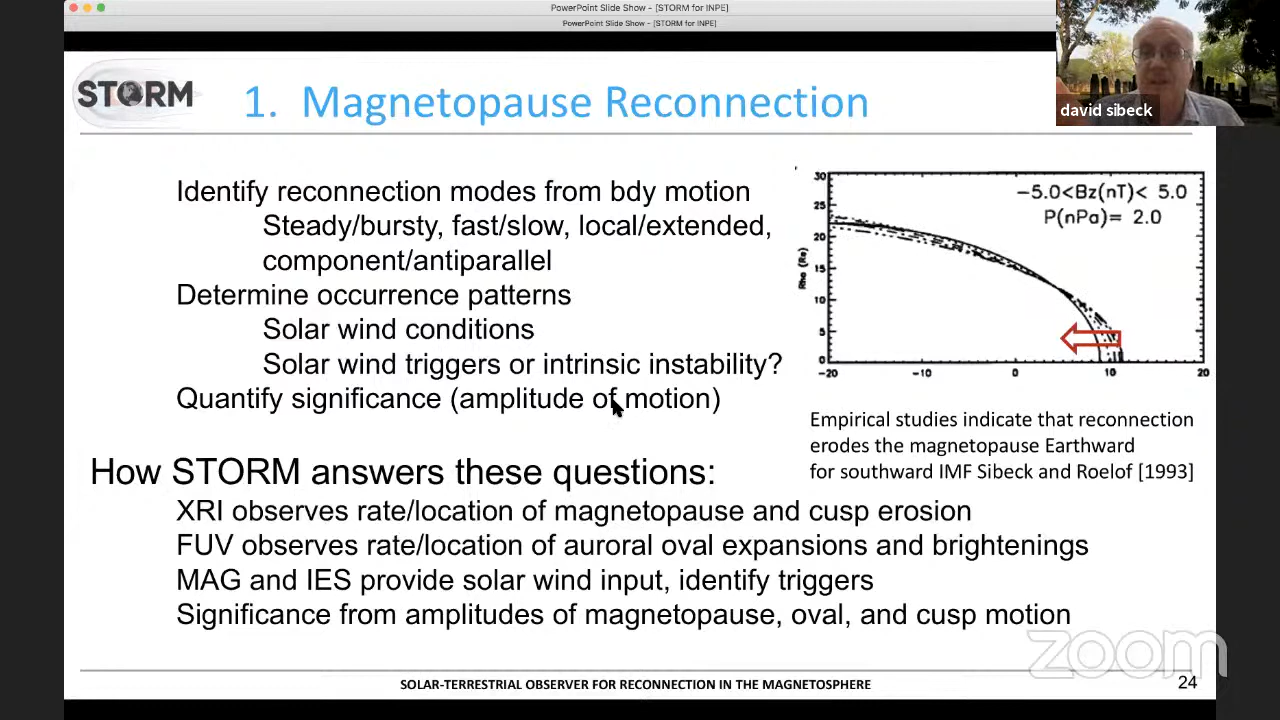 PowerPoint Slide Show - [STORM for INPE]
PowerPoint Slide Show - [STORM for INPE]
david sibeck
STORM
1. Magnetopause Reconnection
Identify reconnection modes from bdy motion
Steady/bursty, fast/slow, local/extended,
component/antiparallel
Determine occurrence patterns
Solar wind conditions
Solar wind triggers or intrinsic instability?
Quantify significance (amplitude of motion)
30
25
20
15
10
5
0
Rho (Re)
-5.0<Bz(nT)< 5.0
P(nPa)= 2.0
-20
-10
0
10
20
Empirical studies indicate that reconnection
erodes the magnetopause Earthward
for southward IMF Sibeck and Roelof [1993]
How STORM answers these questions:
XRI observes rate/location of magnetopause and cusp erosion
FUV observes rate/location of auroral oval expansions and brightenings
MAG and IES provide solar wind input, identify triggers
Significance from amplitudes of magnetopause, oval, and cusp motion
zoom
SOLAR-TERRESTRIAL OBSERVER FOR RECONNECTION IN THE MAGNETOSPHERE
24